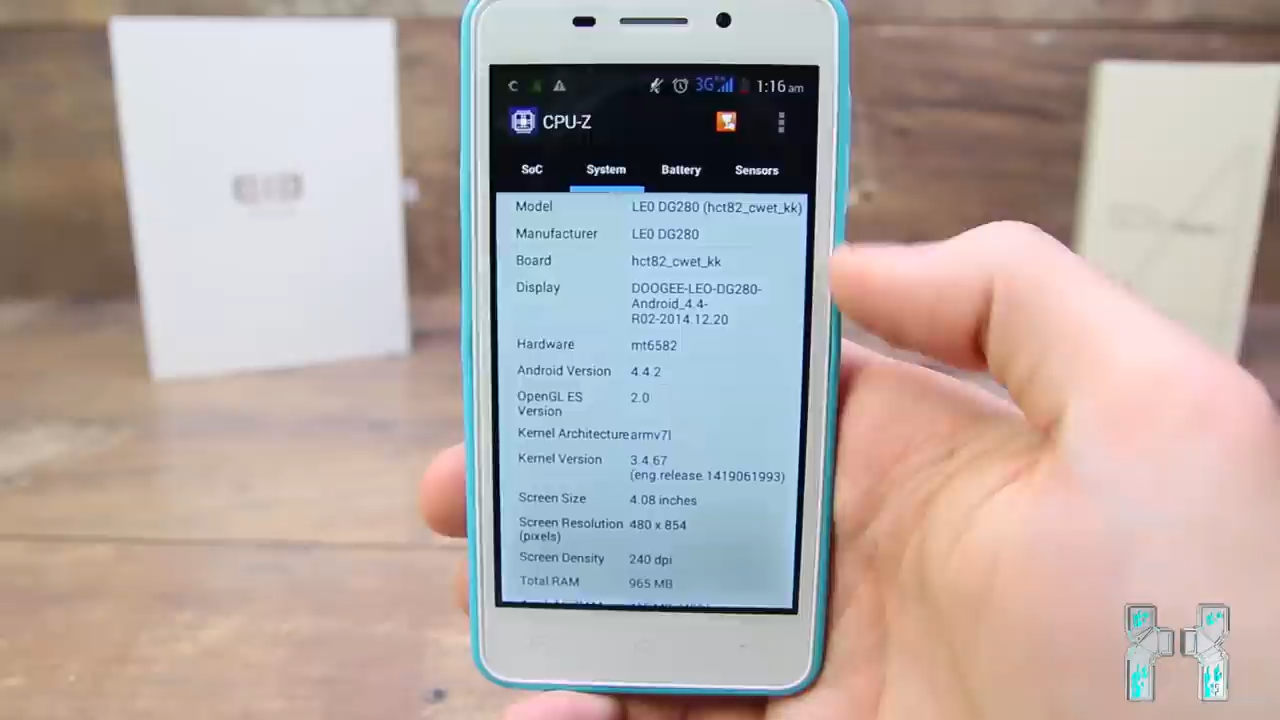 3G 1:16 am
CPU-Z
SoC System Battery Sensors
Model LEO DG280 (hct82_cwet_kk)
Manufacturer LEO DG280
Board hct82_cwet_kk
Display DOOGEE-LEO-DG280-
Android_4.4-
R02-2014.12.20
Hardware mt6582
Android Version 4.4.2
OpenGL ES 2.0
Version
Kernel Architecture armv7l
Kernel Version 3.4.67
(eng.release.1419061993)
Screen Size 4.08 inches
Screen Resolution 480 x 854
(pixels)
Screen Density 240 dpi
Total RAM 965 MB